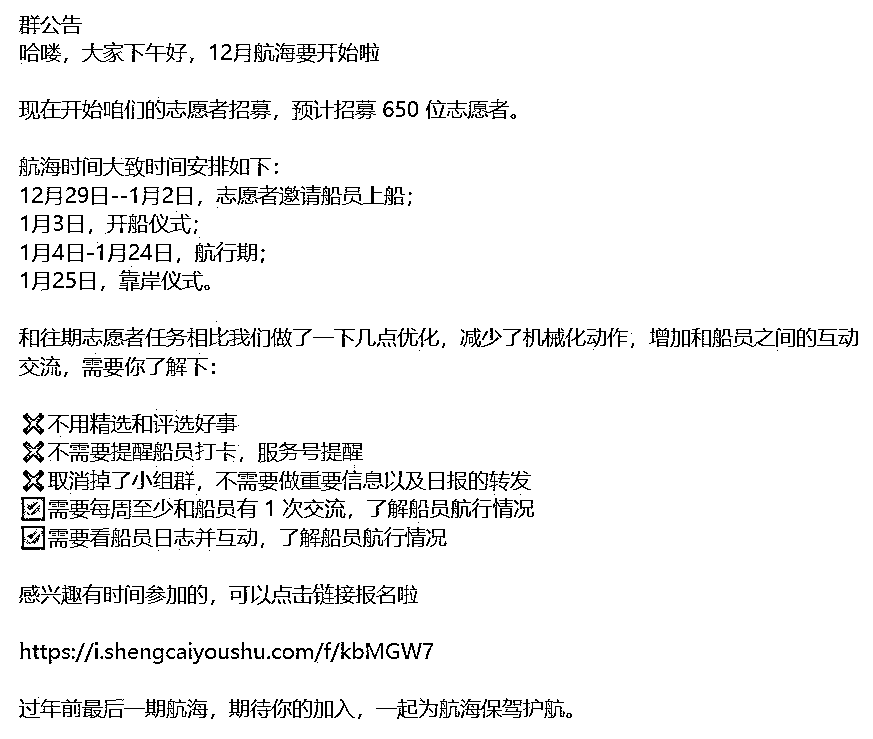 群公告
哈喽，大家下午好，12月航海要开始啦
现在开始咱们的志愿者招募，预计招募 650 位志愿者。
航海时间大致时间安排如下：
12月29日--1月2日，志愿者邀请船员上船；
1月3日，开船仪式；
1月4日-1月24日，航行期；
1月25日，靠岸仪式。
和往期志愿者任务相比我们做了一下几点优化，减少了机械化动作，增加和船员之间的互动
交流，需要你了解下：
❌不用精选和评选好事
❌不需要提醒船员打卡，服务号提醒
❌取消掉了小组群，不需要做重要信息以及日报的转发
✅需要每周至少和船员有 1 次交流，了解船员航行情况
✅需要看船员日志并互动，了解船员航行情况
感兴趣有时间参加的，可以点击链接报名啦
https://i.shengcaiyoushu.com/f/kbMGW7
过年前最后一期航海，期待你的加入，一起为航海保驾护航。